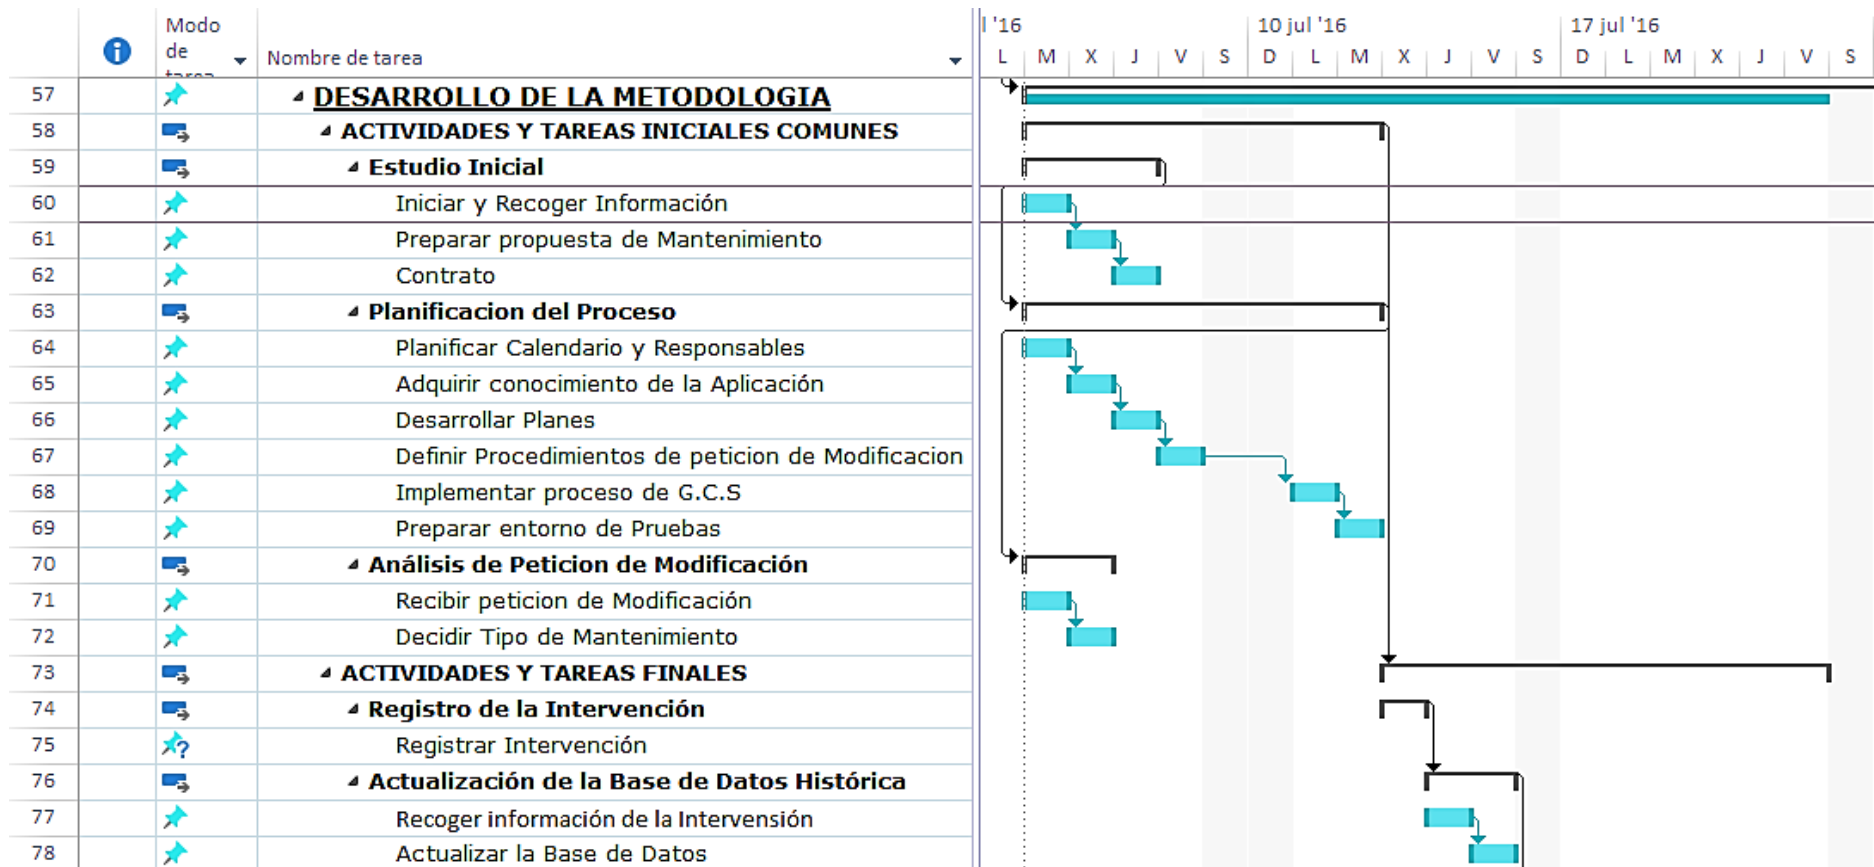 Modo de tarea
Nombre de tarea
l '16
10 jul '16
17 jul '16
L M X J V S D L M X J V S D L M X J V S
57 DESARROLLO DE LA METODOLOGIA
58 ACTIVIDADES Y TAREAS INICIALES COMUNES
59 Estudio Inicial
60 Iniciar y Recoger Información
61 Preparar propuesta de Mantenimiento
62 Contrato
63 Planificacion del Proceso
64 Planificar Calendario y Responsables
65 Adquirir conocimiento de la Aplicación
66 Desarrollar Planes
67 Definir Procedimientos de peticion de Modificacion
68 Implementar proceso de G.C.S
69 Preparar entorno de Pruebas
70 Análisis de Peticion de Modificación
71 Recibir peticion de Modificación
72 Decidir Tipo de Mantenimiento
73 ACTIVIDADES Y TAREAS FINALES
74 Registro de la Intervención
75 Registrar Intervención
76 Actualización de la Base de Datos Histórica
77 Recoger información de la Intervensión
78 Actualizar la Base de Datos